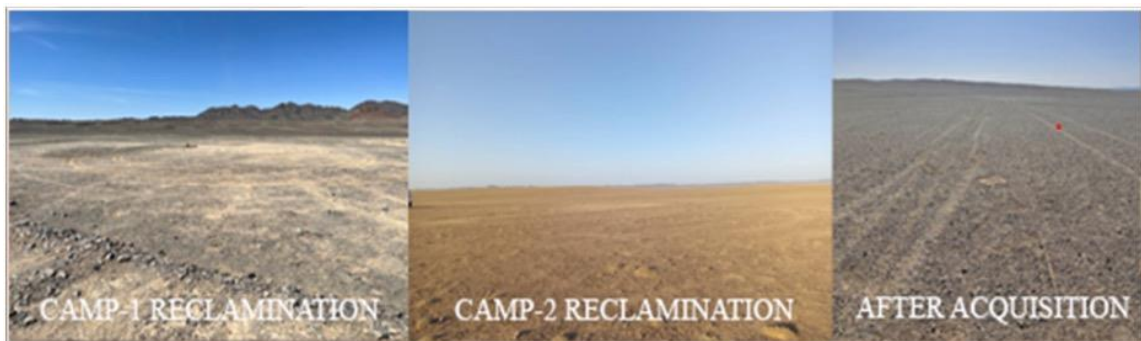 CAMP-1 RECLAMINATION
CAMP-2 RECLAMINATION
AFTER ACQUISITION